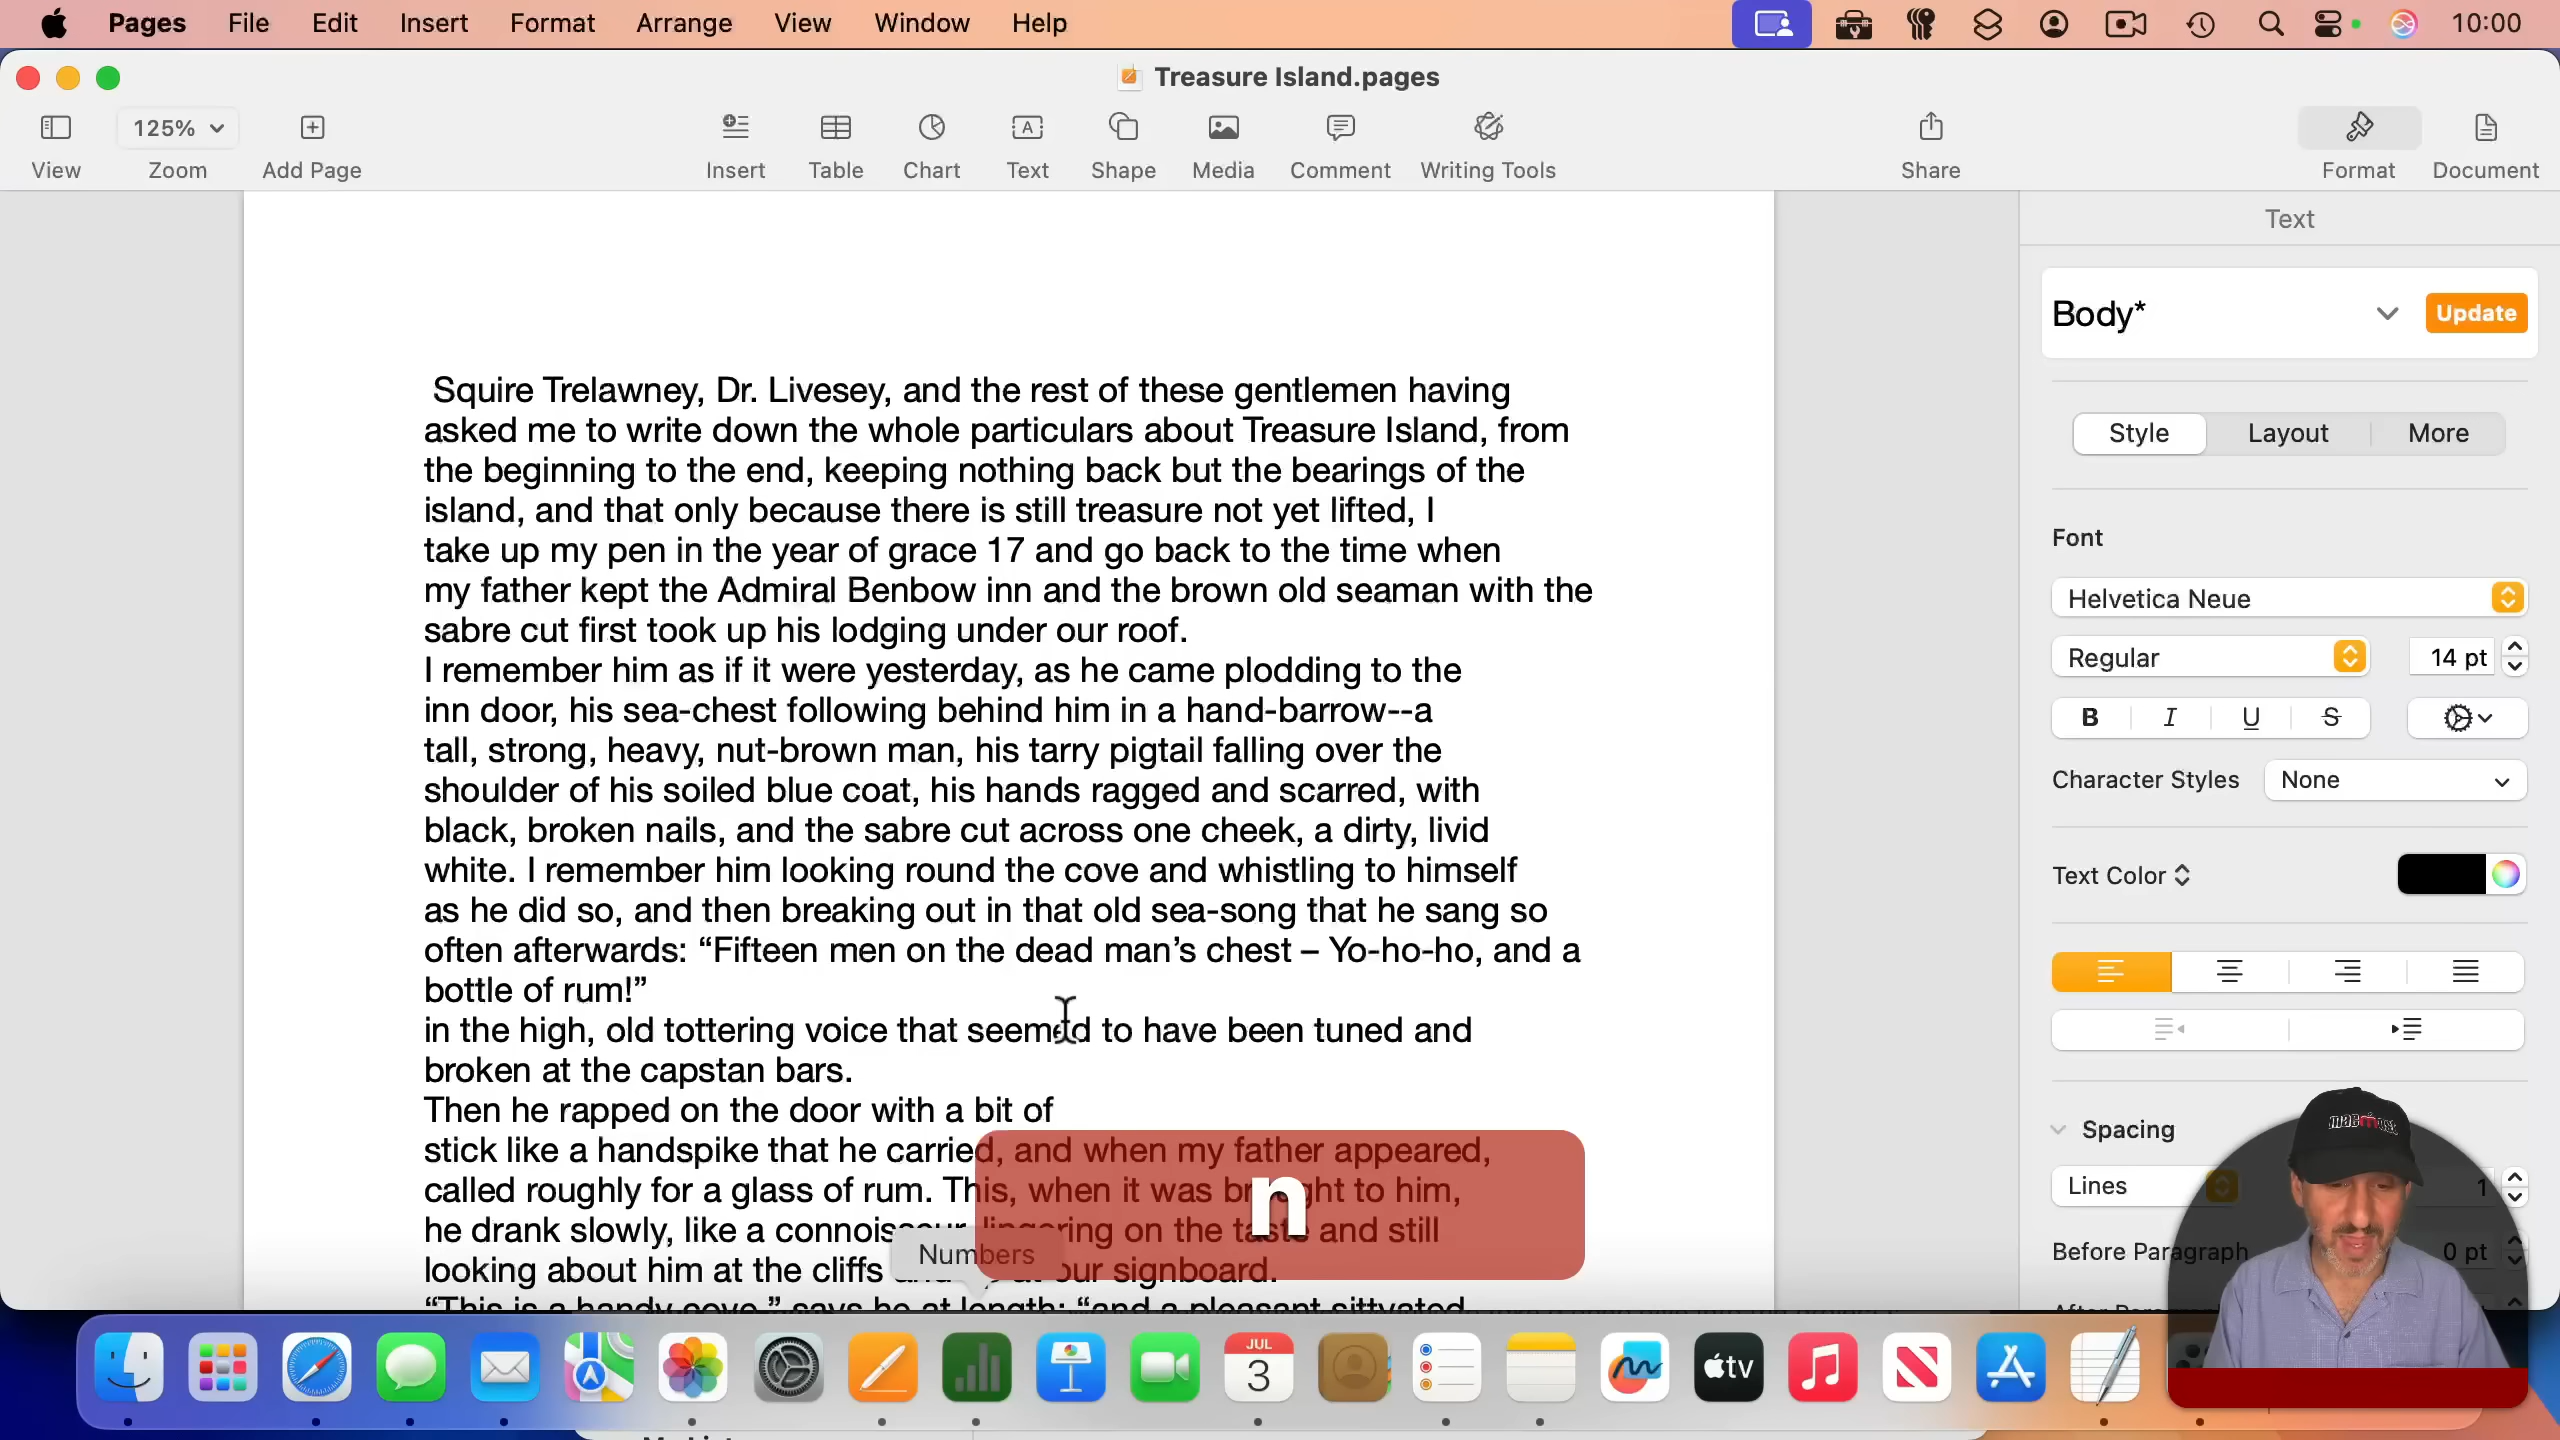 Pages File Edit Insert Format Arrange View Window Help 10:00
Treasure Island.pages
125%
View Zoom Add Page Insert Table Chart Text Shape Media Comment Writing Tools Share Format Document
Text
Body* Update
Style Layout More
Font
Helvetica Neue
Regular 14 pt
B I U S
Character Styles None
Text Color
Spacing
Lines 1
Before Paragraph 0 pt
Squire Trelawney, Dr. Livesey, and the rest of these gentlemen having
asked me to write down the whole particulars about Treasure Island, from
the beginning to the end, keeping nothing back but the bearings of the
island, and that only because there is still treasure not yet lifted, I
take up my pen in the year of grace 17 and go back to the time when
my father kept the Admiral Benbow inn and the brown old seaman with the
sabre cut first took up his lodging under our roof.
I remember him as if it were yesterday, as he came plodding to the
inn door, his sea-chest following behind him in a hand-barrow--a
tall, strong, heavy, nut-brown man, his tarry pigtail falling over the
shoulder of his soiled blue coat, his hands ragged and scarred, with
black, broken nails, and the sabre cut across one cheek, a dirty, livid
white. I remember him looking round the cove and whistling to himself
as he did so, and then breaking out in that old sea-song that he sang so
often afterwards: “Fifteen men on the dead man’s chest – Yo-ho-ho, and a
bottle of rum!”
in the high, old tottering voice that seemed to have been tuned and
broken at the capstan bars.
Then he rapped on the door with a bit of
stick like a handspike that he carried, and when my father appeared,
called roughly for a glass of rum. This, when it was brought to him,
he drank slowly, like a connoisseur, lingering on the taste and still
looking about him at the cliffs and up at our signboard.
“This is a handy cove,” says he at length; “and a pleasant sittyated
n
Numbers
JUL
3
tv